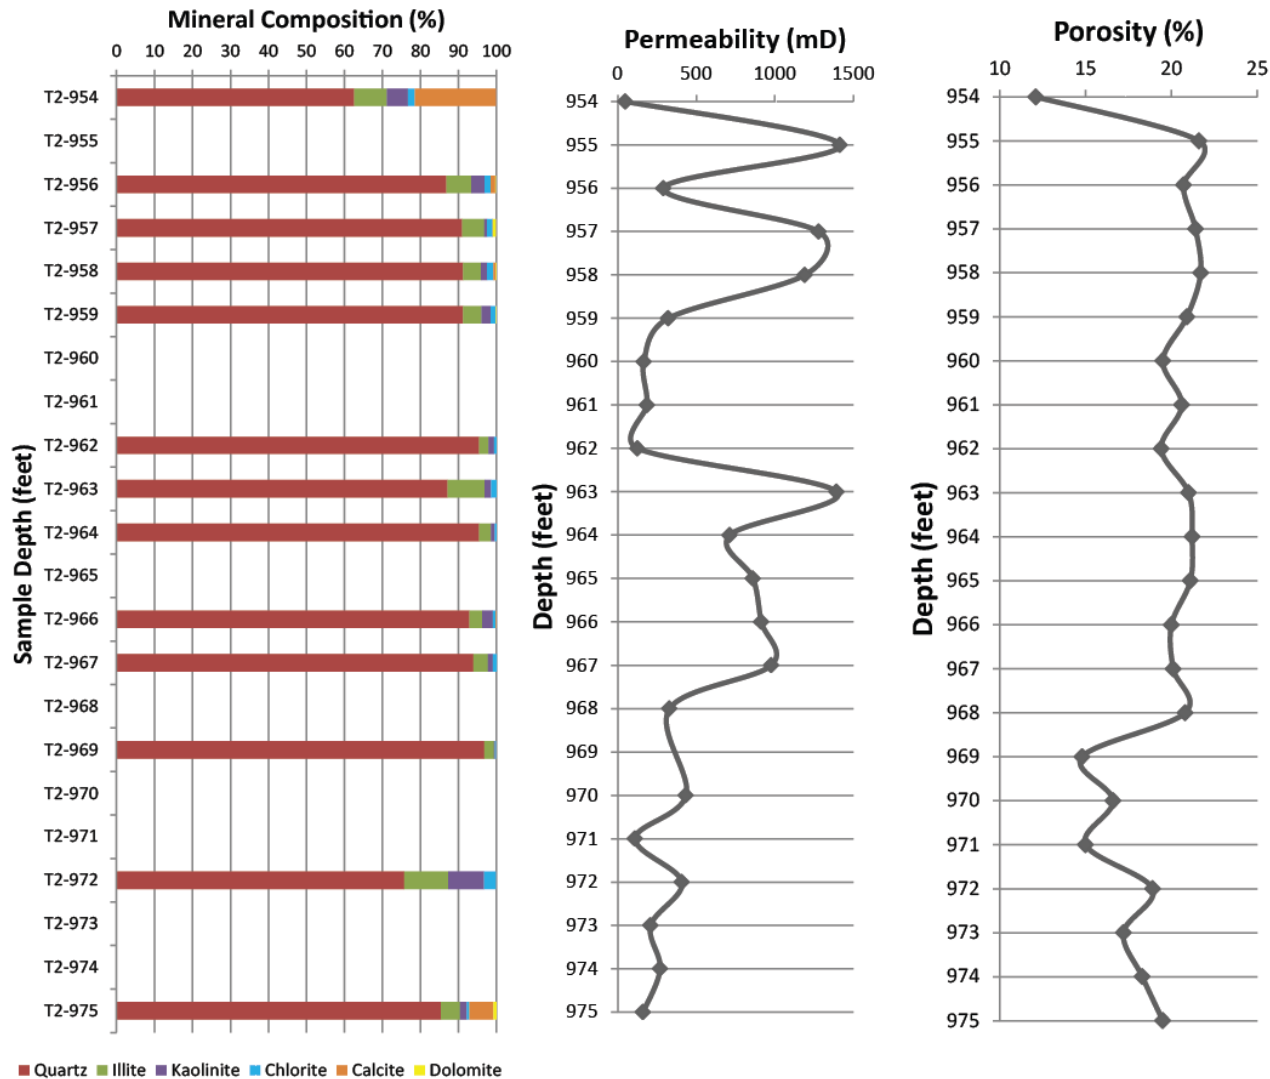 Mineral Composition (%)
0 10 20 30 40 50 60 70 80 90 100
T2-954
T2-955
T2-956
T2-957
T2-958
T2-959
T2-960
T2-961
T2-962
T2-963
T2-964
T2-965
T2-966
T2-967
T2-968
T2-969
T2-970
T2-971
T2-972
T2-973
T2-974
T2-975
Sample Depth (feet)
Quartz Illite Kaolinite Chlorite Calcite Dolomite
Permeability (mD)
0 500 1000 1500
954
955
956
957
958
959
960
961
962
963
964
965
966
967
968
969
970
971
972
973
974
975
Depth (feet)
Porosity (%)
10 15 20 25
954
955
956
957
958
959
960
961
962
963
964
965
966
967
968
969
970
971
972
973
974
975
Depth (feet)